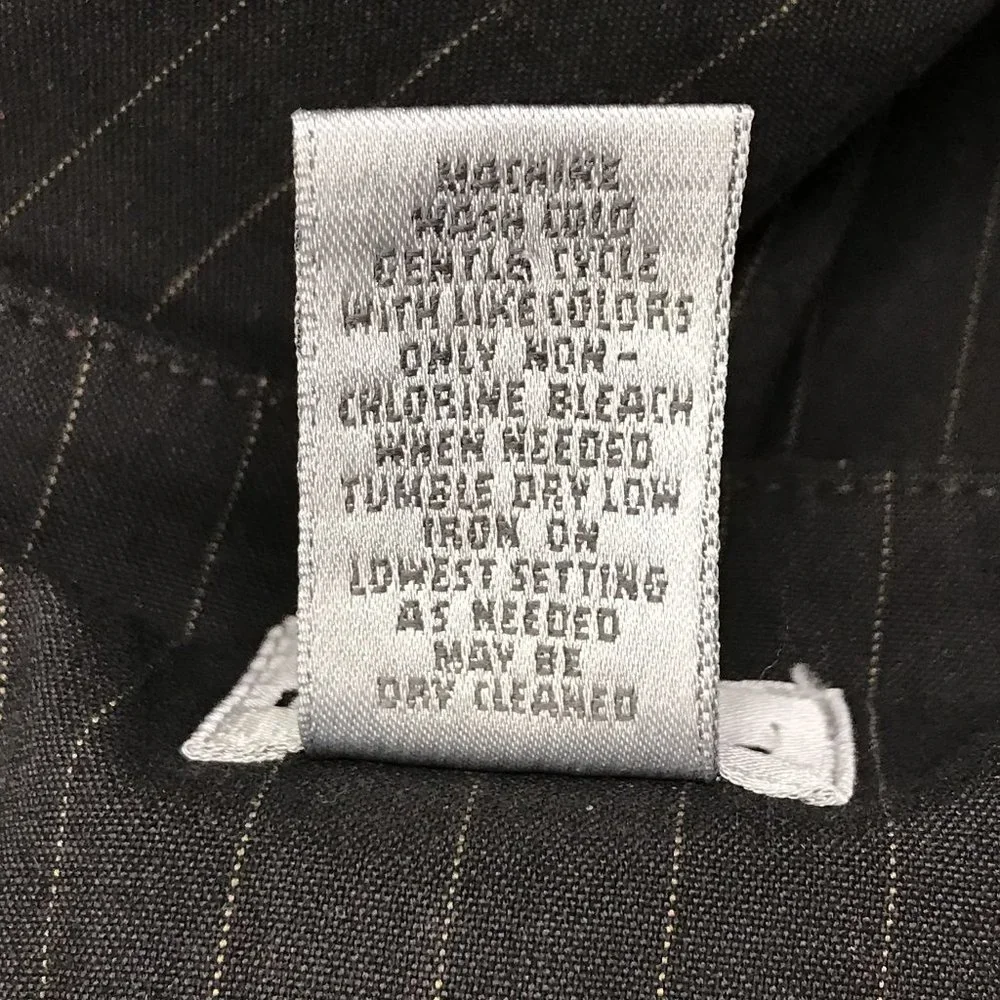 MACHINE
WASH COLD
GENTLE CYCLE
WITH LIKE COLORS
ONLY NON-
CHLORINE BLEACH
WHEN NEEDED
TUMBLE DRY LOW
IRON ON
LOWEST SETTING
AS NEEDED
MAY BE
DRY CLEANED